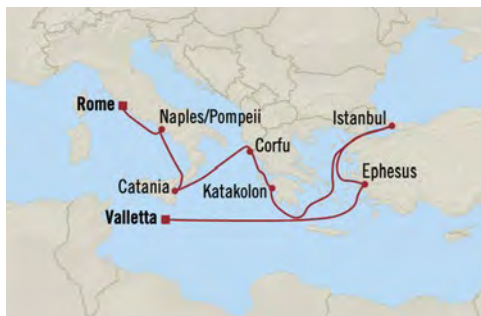 Rome
Naples/Pompeii
Istanbul
Corfu
Ephesus
Catania
Katakolon
Valletta